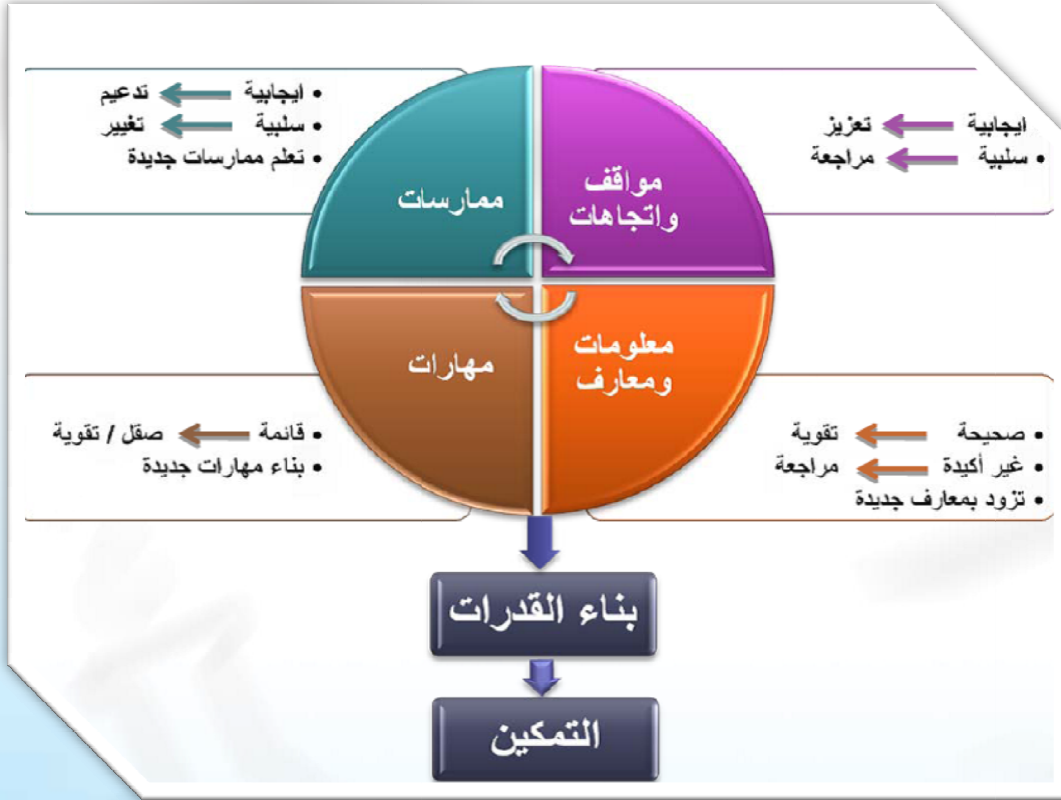 ايجابية تعزيز
• سلبية مراجعة
• ايجابية تدعيم
• سلبية تغيير
• تعلم ممارسات جديدة
مواقف
واتجاهات
ممارسات
معلومات
ومعارف
مهارات
• صحيحة تقوية
• غير أكيدة مراجعة
• تزود بمعارف جديدة
• قائمة صقل / تقوية
• بناء مهارات جديدة
بناء القدرات
التمكين